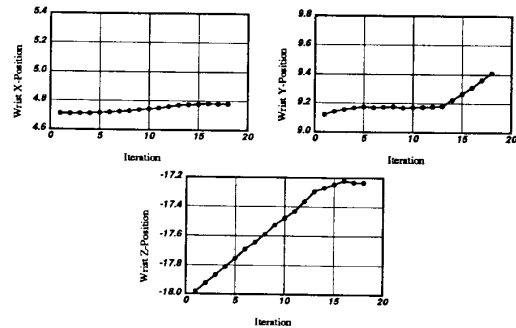 5.4
5.2
5.0
4.8
4.6
Wrist X-Position
0 5 10 15 20
Iteration
9.8
9.6
9.4
9.2
9.0
Wrist Y-Position
0 5 10 15 20
Iteration
-17.2
-17.4
-17.6
-17.8
-18.0
Wrist Z-Position
0 5 10 15 20
Iteration